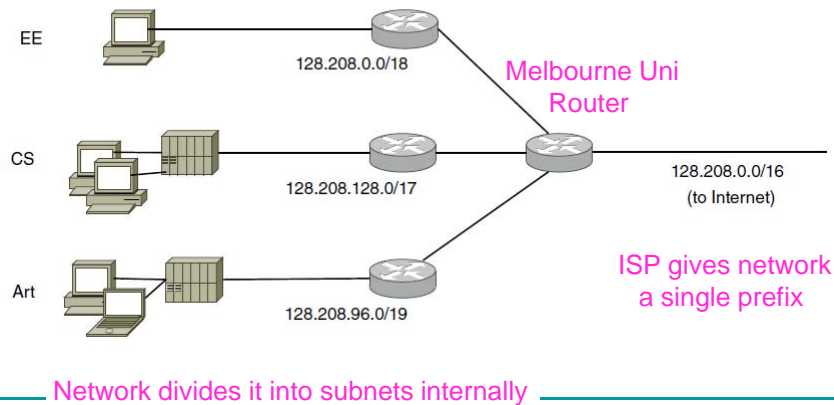 EE
128.208.0.0/18
Melbourne Uni
Router
CS
128.208.128.0/17
128.208.0.0/16
(to Internet)
Art
128.208.96.0/19
ISP gives network
a single prefix
Network divides it into subnets internally